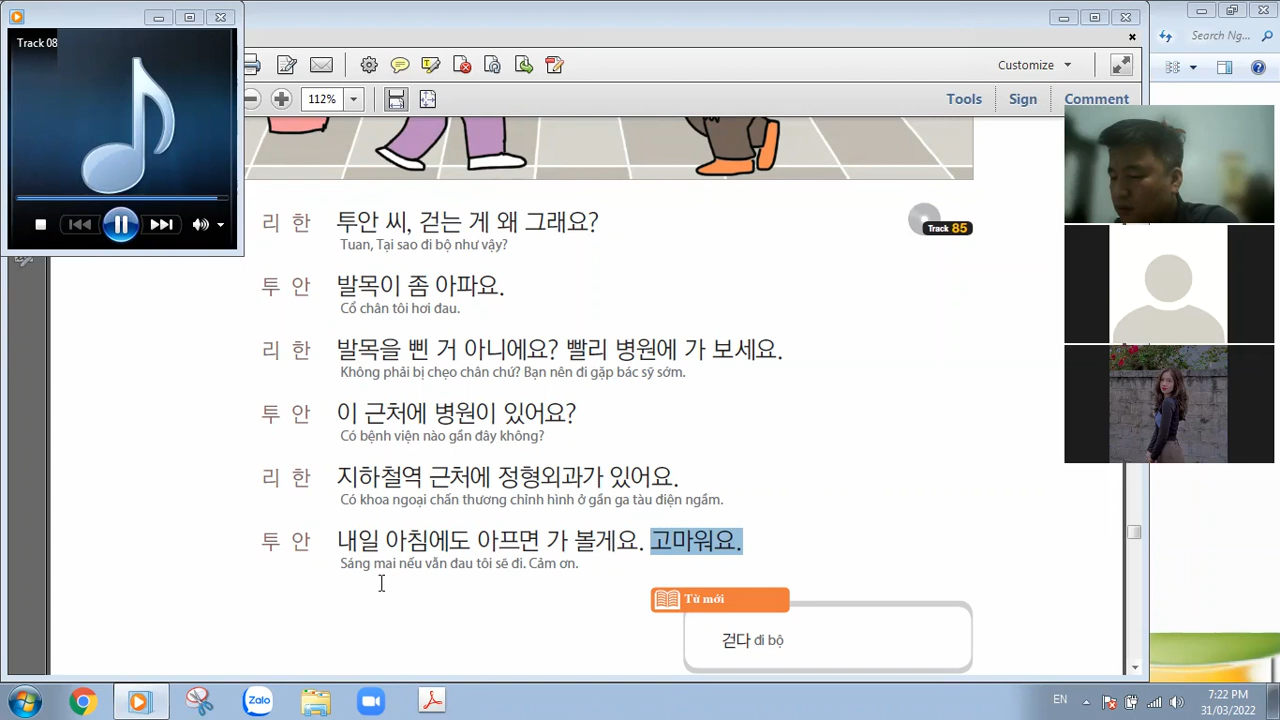 Track 08
Search Ng...
Customize
112%
Tools
Sign
Comment
리 한 투안 씨, 걷는 게 왜 그래요?
Tuan, Tại sao đi bộ như vậy?
Track 85
투 안 발목이 좀 아파요.
Cổ chân tôi hơi đau.
리 한 발목을 삔 거 아니에요? 빨리 병원에 가 보세요.
Không phải bị chẹo chân chứ? Bạn nên đi gặp bác sỹ sớm.
투 안 이 근처에 병원이 있어요?
Có bệnh viện nào gần đây không?
리 한 지하철역 근처에 정형외과가 있어요.
Có khoa ngoại chấn thương chỉnh hình ở gần ga tàu điện ngầm.
투 안 내일 아침에도 아프면 가 볼게요. 고마워요.
Sáng mai nếu vẫn đau tôi sẽ đi. Cảm ơn.
Từ mới
걷다 đi bộ
Zalo
EN
7:22 PM
31/03/2022